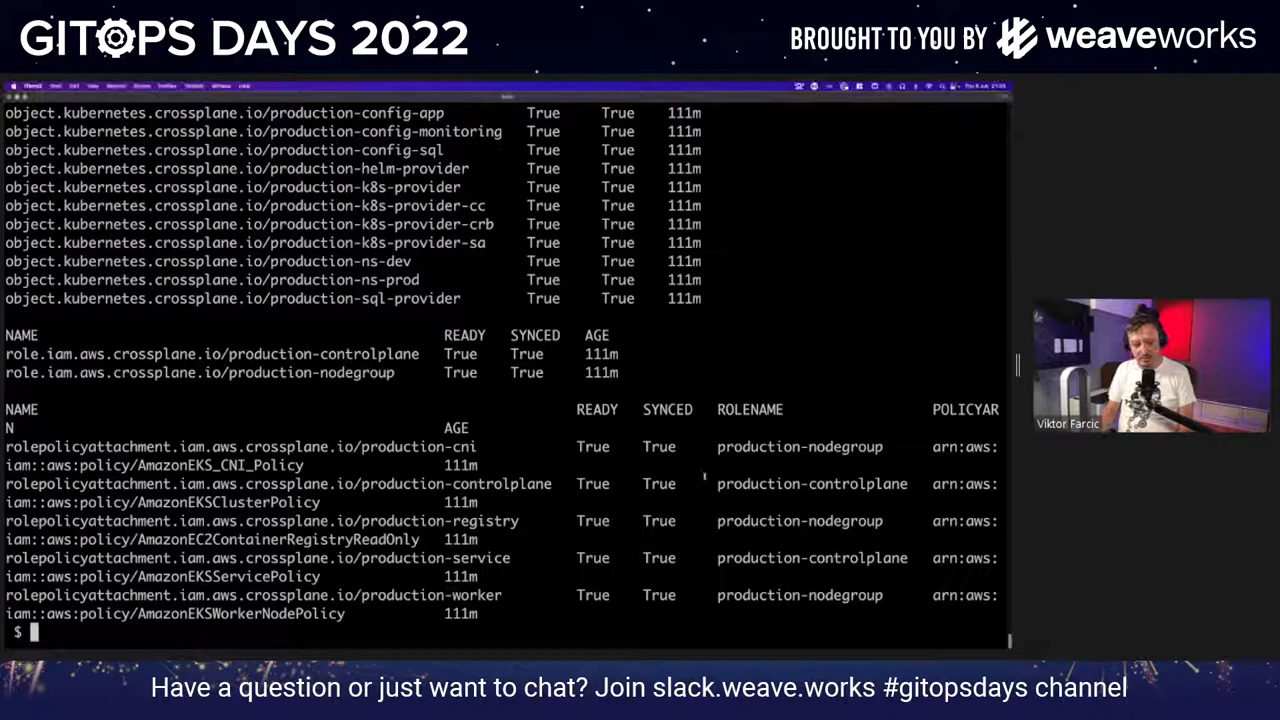 GITOPS DAYS 2022
BROUGHT TO YOU BY weaveworks
object.kubernetes.crossplane.io/production-config-app True True 111m
object.kubernetes.crossplane.io/production-config-monitoring True True 111m
object.kubernetes.crossplane.io/production-config-sql True True 111m
object.kubernetes.crossplane.io/production-helm-provider True True 111m
object.kubernetes.crossplane.io/production-k8s-provider True True 111m
object.kubernetes.crossplane.io/production-k8s-provider-cc True True 111m
object.kubernetes.crossplane.io/production-k8s-provider-crb True True 111m
object.kubernetes.crossplane.io/production-k8s-provider-sa True True 111m
object.kubernetes.crossplane.io/production-ns-dev True True 111m
object.kubernetes.crossplane.io/production-ns-prod True True 111m
object.kubernetes.crossplane.io/production-sql-provider True True 111m
NAME READY SYNCED AGE
role.iam.aws.crossplane.io/production-controlplane True True 111m
role.iam.aws.crossplane.io/production-nodegroup True True 111m
NAME READY SYNCED ROLENAME POLICYAR
N AGE
rolepolicyattachment.iam.aws.crossplane.io/production-cni True True production-nodegroup arn:aws:
iam::aws:policy/AmazonEKS_CNI_Policy 111m
rolepolicyattachment.iam.aws.crossplane.io/production-controlplane True True production-controlplane arn:aws:
iam::aws:policy/AmazonEKSClusterPolicy 111m
rolepolicyattachment.iam.aws.crossplane.io/production-registry True True production-nodegroup arn:aws:
iam::aws:policy/AmazonEC2ContainerRegistryReadOnly 111m
rolepolicyattachment.iam.aws.crossplane.io/production-service True True production-controlplane arn:aws:
iam::aws:policy/AmazonEKSServicePolicy 111m
rolepolicyattachment.iam.aws.crossplane.io/production-worker True True production-nodegroup arn:aws:
iam::aws:policy/AmazonEKSWorkerNodePolicy 111m
$
Viktor Farcic
Have a question or just want to chat? Join slack.weave.works #gitopsdays channel